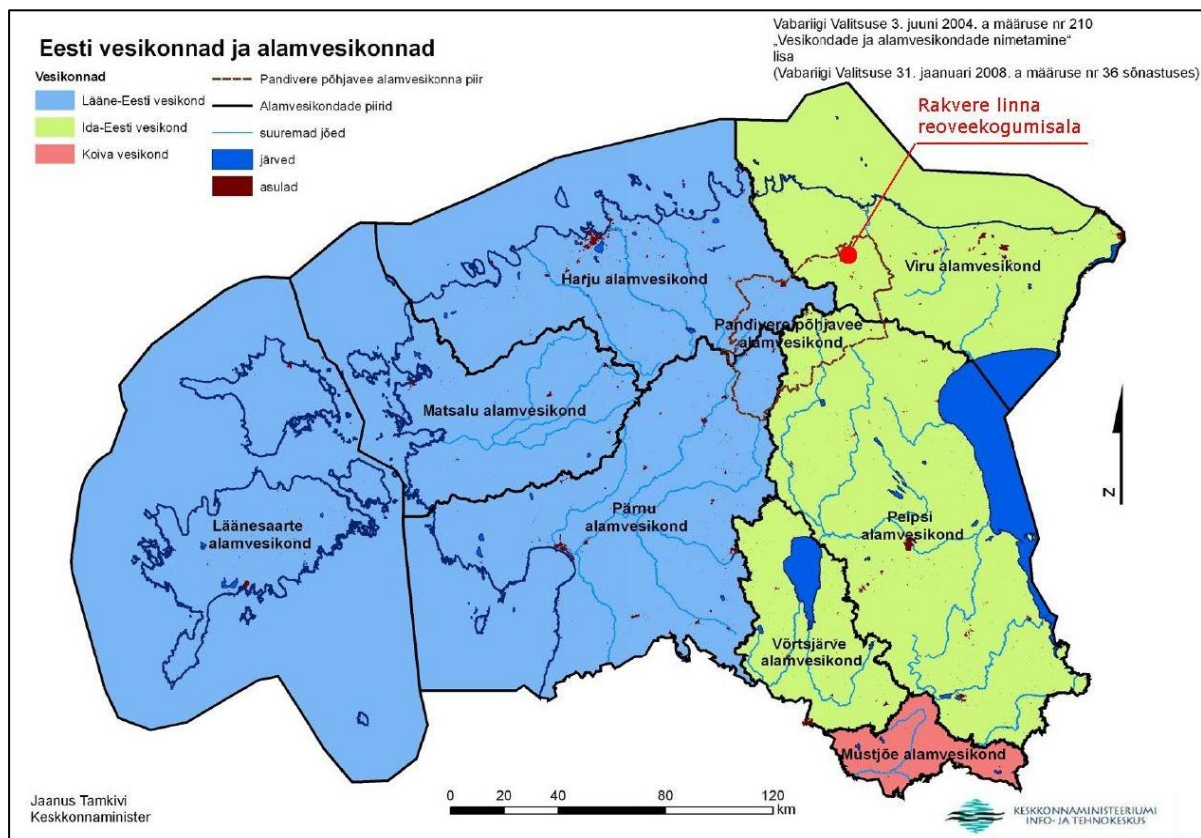 Vabariigi Valitsuse 3. juuni 2004. a määruse nr 210
„Vesikondade ja alamvesikondade nimetamine“
lisa
(Vabariigi Valitsuse 31. jaanuari 2008. a määruse nr 36 sõnastuses)
Eesti vesikonnad ja alamvesikonnad
Vesikonnad
Lääne-Eesti vesikond
Ida-Eesti vesikond
Koiva vesikond
Pandivere põhjavee alamvesikonna piir
Alamvesikondade piirid
suuremad jõed
järved
asulad
Rakvere linna
reoveekogumisala
Harju alamvesikond
Viru alamvesikond
Pandivere põhjavee
alamvesikond
Matsalu alamvesikond
Läänesaarte
alamvesikond
Pärnu
alamvesikond
Peipsi
alamvesikond
Võrtsjärve
alamvesikond
Mustjõe alamvesikond
N
Jaanus Tamkivi
Keskkonnaminister
0 20 40 80 120
km
KESKKONNAMINISTEERIUMI
INFO- JA TEHNOKESKUS